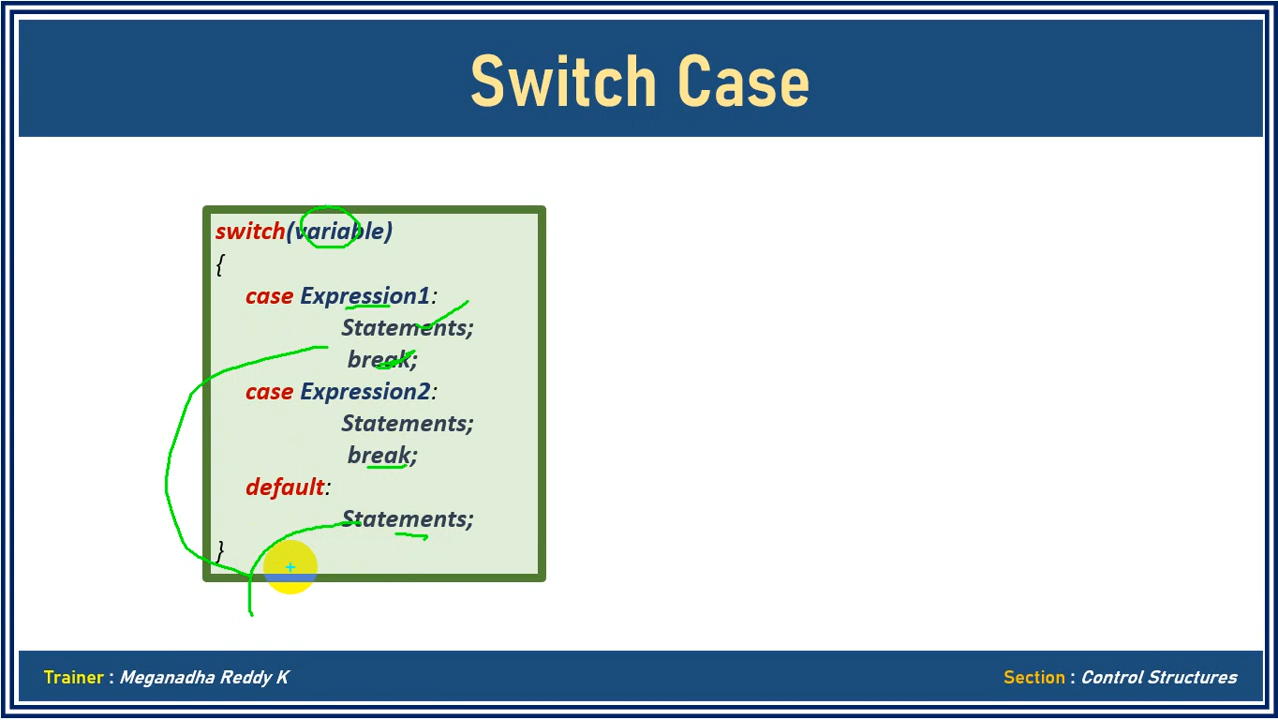 Switch Case
switch(variable)
{
case Expression1:
Statements;
break;
case Expression2:
Statements;
break;
default:
Statements;
}
Trainer : Meganadha Reddy K
Section : Control Structures